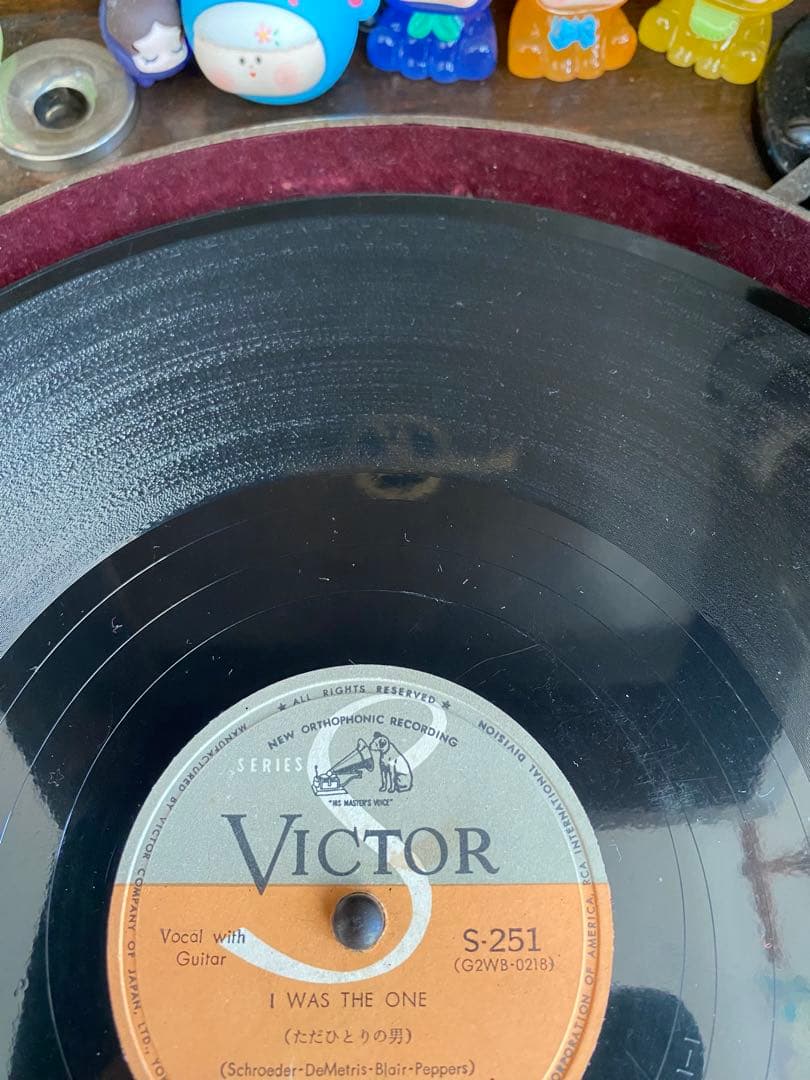 ★ ALL RIGHTS RESERVED ★
NEW ORTHOPHONIC RECORDING
SERIES S
"HIS MASTER'S VOICE"
VICTOR
Vocal with
Guitar
S-251
(G2WB-0218)
I WAS THE ONE
(ただひとりの男)
(Schroeder-DeMetris-Blair-Peppers)
MANUFACTURED BY VICTOR COMPANY OF JAPAN, LTD., YO
RCA INTERNATIONAL DIVISION
CORPORATION OF AMERICA